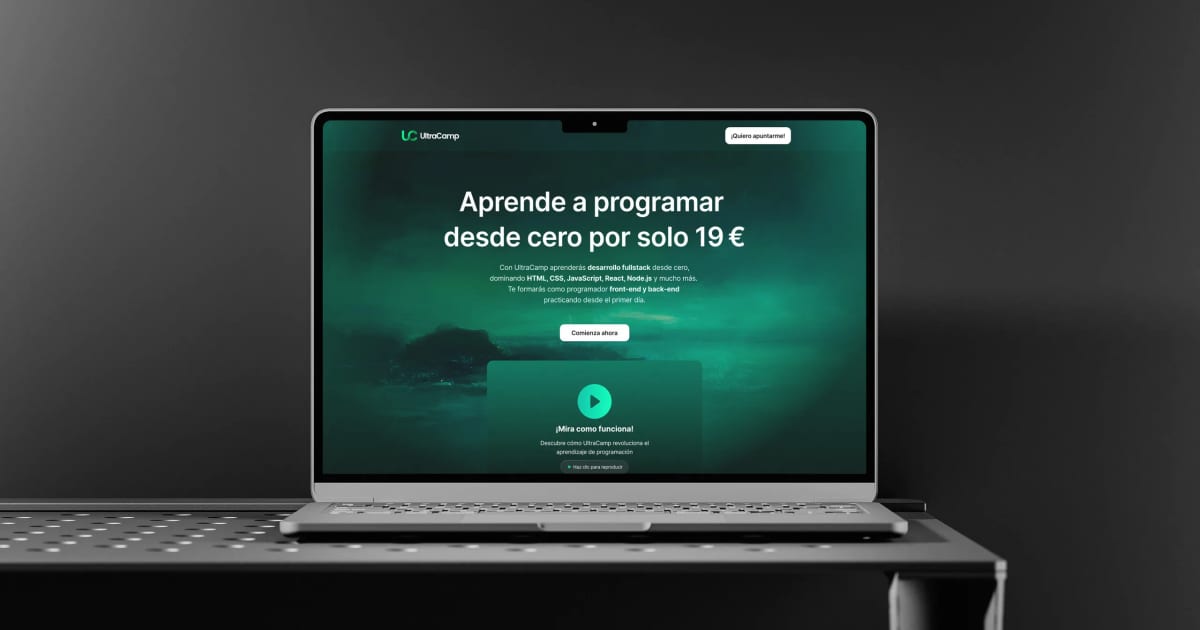 UC UltraCamp
¡Quiero apuntarme!
Aprende a programar
desde cero por solo 19 €
Con UltraCamp aprenderás desarrollo fullstack desde cero,
dominando HTML, CSS, JavaScript, React, Node.js y mucho más.
Te formarás como programador front-end y back-end
practicando desde el primer día.
Comienza ahora
¡Mira como funciona!
Descubre cómo UltraCamp revoluciona el
aprendizaje de programación
Haz clic para reproducir